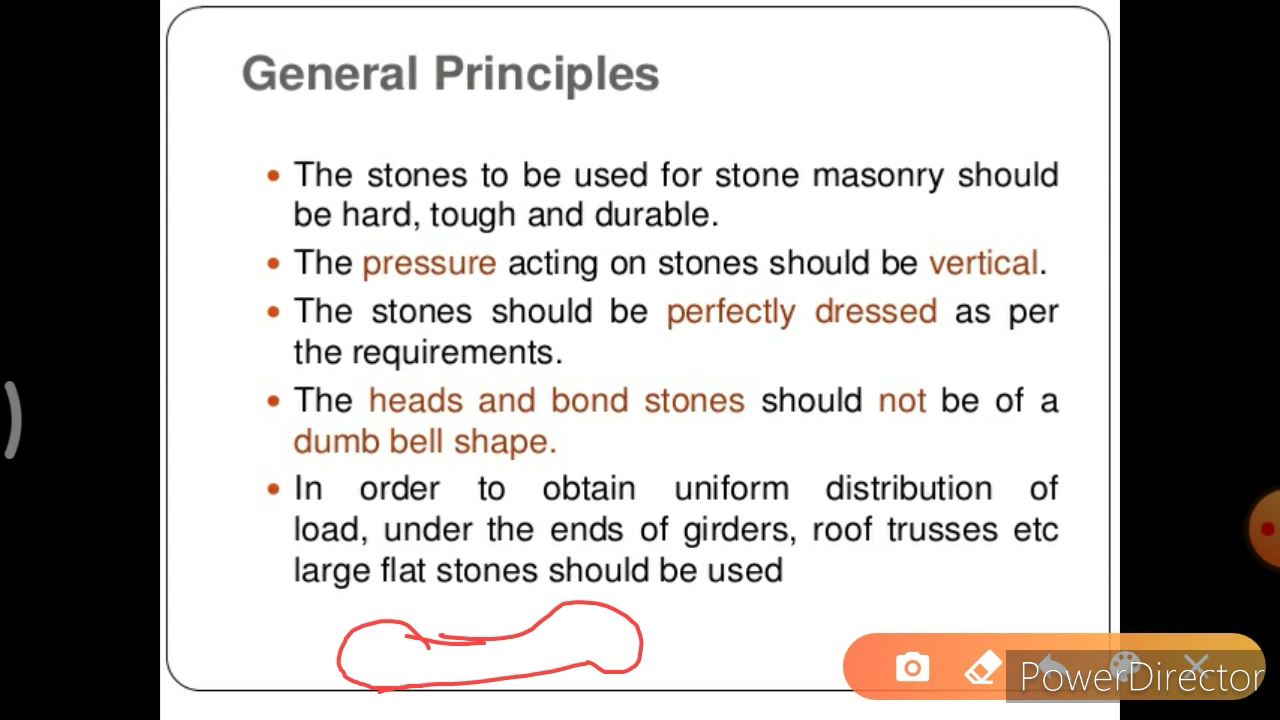 General Principles
• The stones to be used for stone masonry should
be hard, tough and durable.
• The pressure acting on stones should be vertical.
• The stones should be perfectly dressed as per
the requirements.
• The heads and bond stones should not be of a
dumb bell shape.
• In order to obtain uniform distribution of
load, under the ends of girders, roof trusses etc
large flat stones should be used
PowerDirector